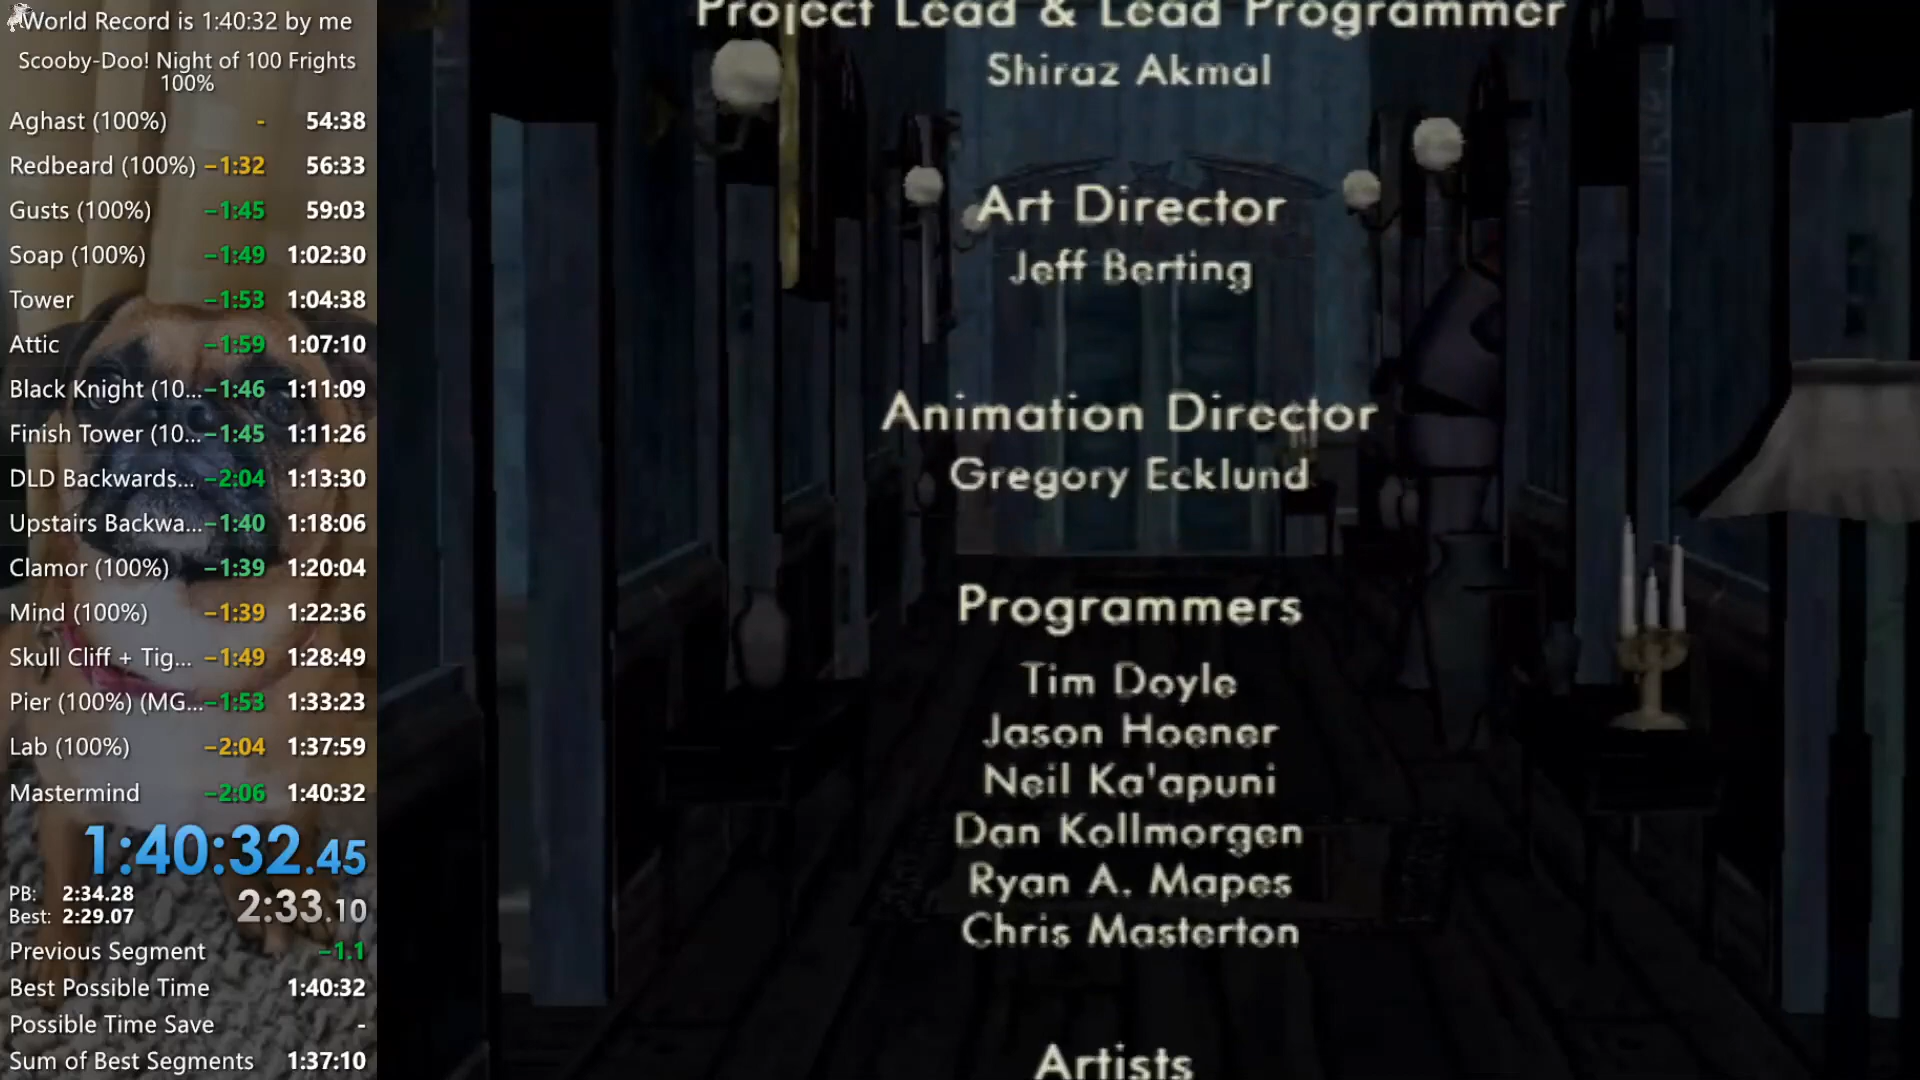 World Record is 1:40:32 by me
Scooby-Doo! Night of 100 Frights
100%
Aghast (100%) - 54:38
Redbeard (100%) −1:32 56:33
Gusts (100%) −1:45 59:03
Soap (100%) −1:49 1:02:30
Tower −1:53 1:04:38
Attic −1:59 1:07:10
Black Knight (10... −1:46 1:11:09
Finish Tower (10... −1:45 1:11:26
DLD Backwards... −2:04 1:13:30
Upstairs Backwa... −1:40 1:18:06
Clamor (100%) −1:39 1:20:04
Mind (100%) −1:39 1:22:36
Skull Cliff + Tig... −1:49 1:28:49
Pier (100%) (MG... −1:53 1:33:23
Lab (100%) −2:04 1:37:59
Mastermind −2:06 1:40:32
1:40:32.45
PB: 2:34.28
Best: 2:29.07
2:33.10
Previous Segment −1.1
Best Possible Time 1:40:32
Possible Time Save -
Sum of Best Segments 1:37:10
Project Lead & Lead Programmer
Shiraz Akmal
Art Director
Jeff Berting
Animation Director
Gregory Ecklund
Programmers
Tim Doyle
Jason Hoener
Neil Ka'apuni
Dan Kollmorgen
Ryan A. Mapes
Chris Masterton
Artists